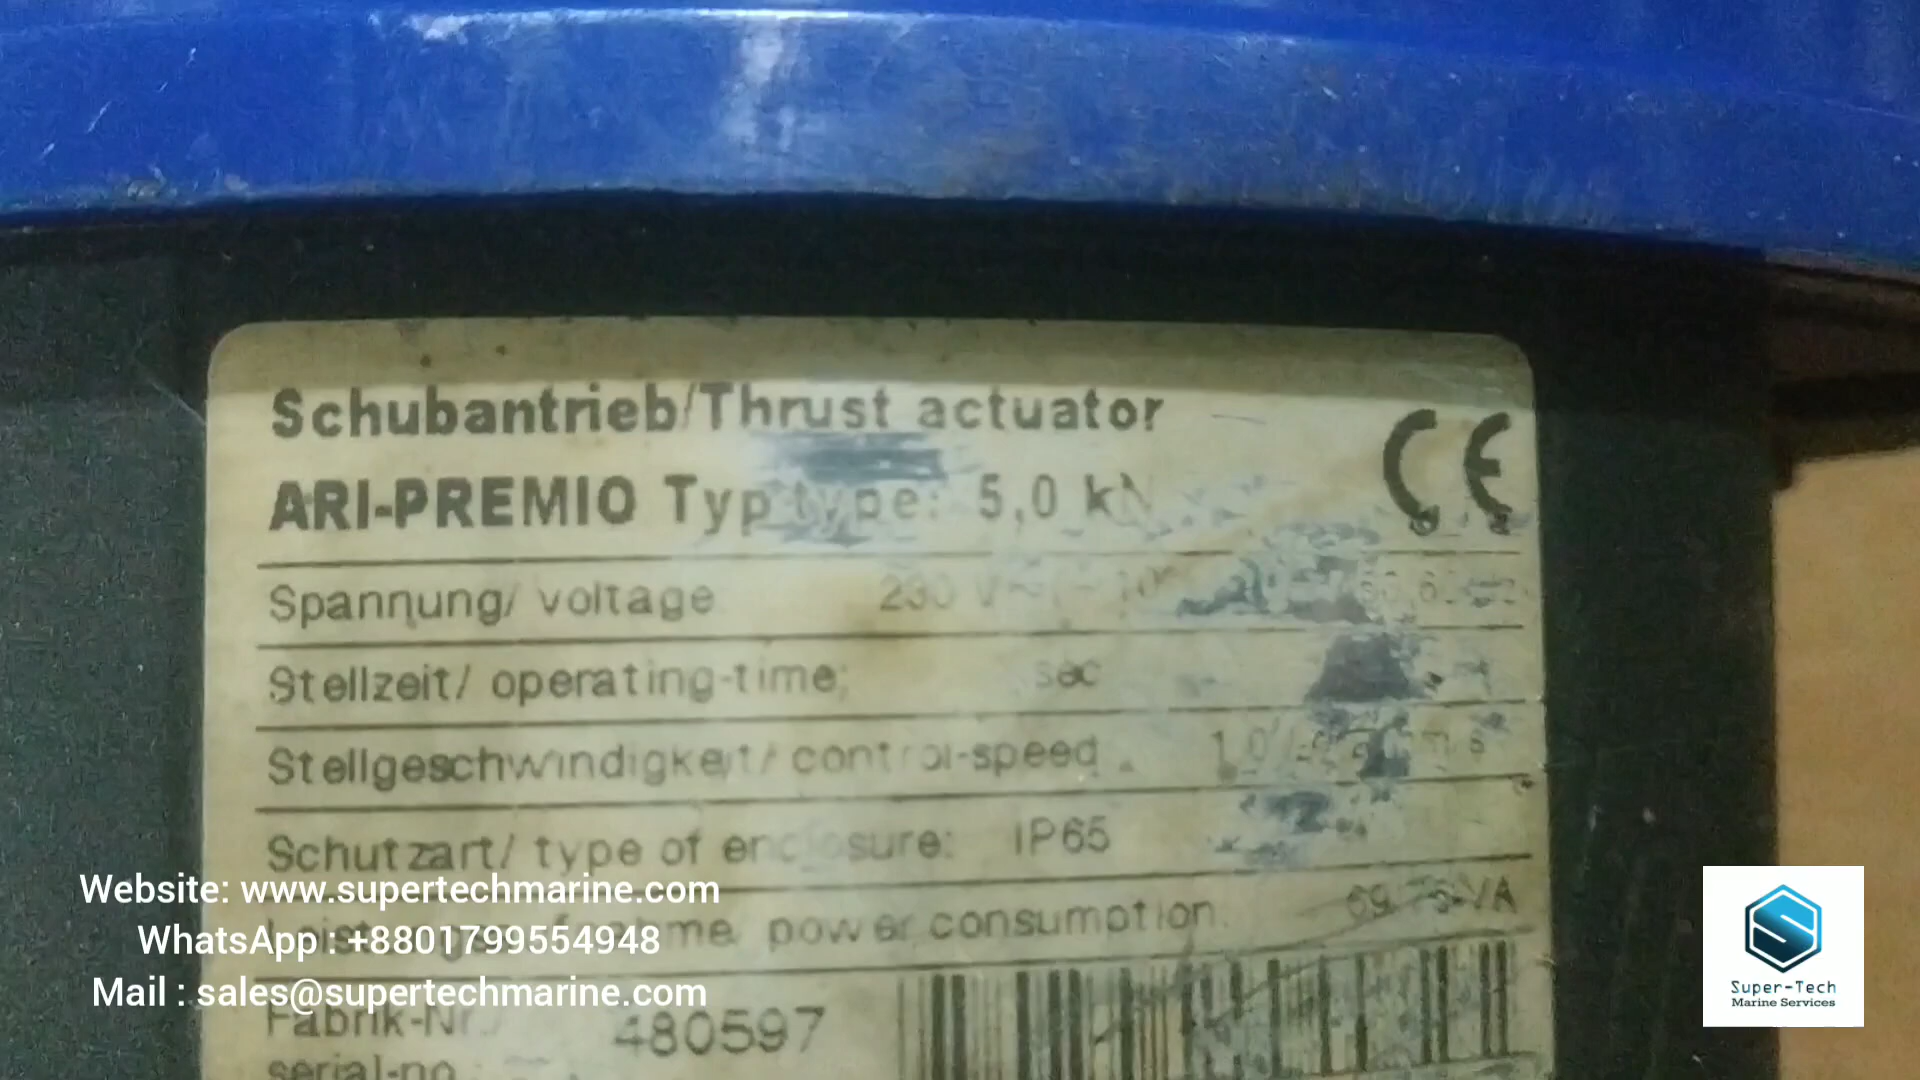 Schubantrieb/Thrust actuator
CE
ARI-PREMIO Typ type: 5,0 kN
Spannung/ voltage 230 V~
Stellzeit/ operating-time; sec
Stellgeschwindigkeit/ control-speed
Schutzart/ type of enclosure: IP65
power consumption. VA
Fabrik-Nr.
480597
serial-no
Website: www.supertechmarine.com
WhatsApp : +8801799554948
Mail : sales@supertechmarine.com
S
Super-Tech
Marine Services